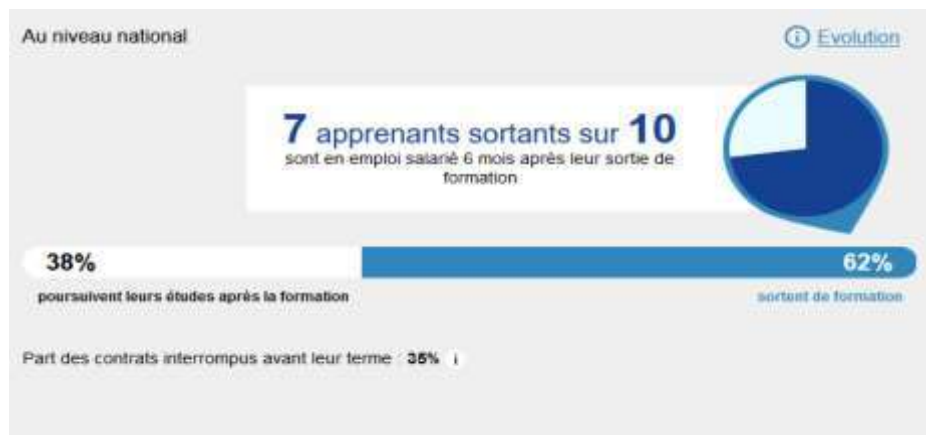 Au niveau national
Evolution
7 apprenants sortants sur 10
sont en emploi salarié 6 mois après leur sortie de
formation
38%
62%
poursuivent leurs études après la formation
sortent de formation
Part des contrats interrompus avant leur terme : 35% i